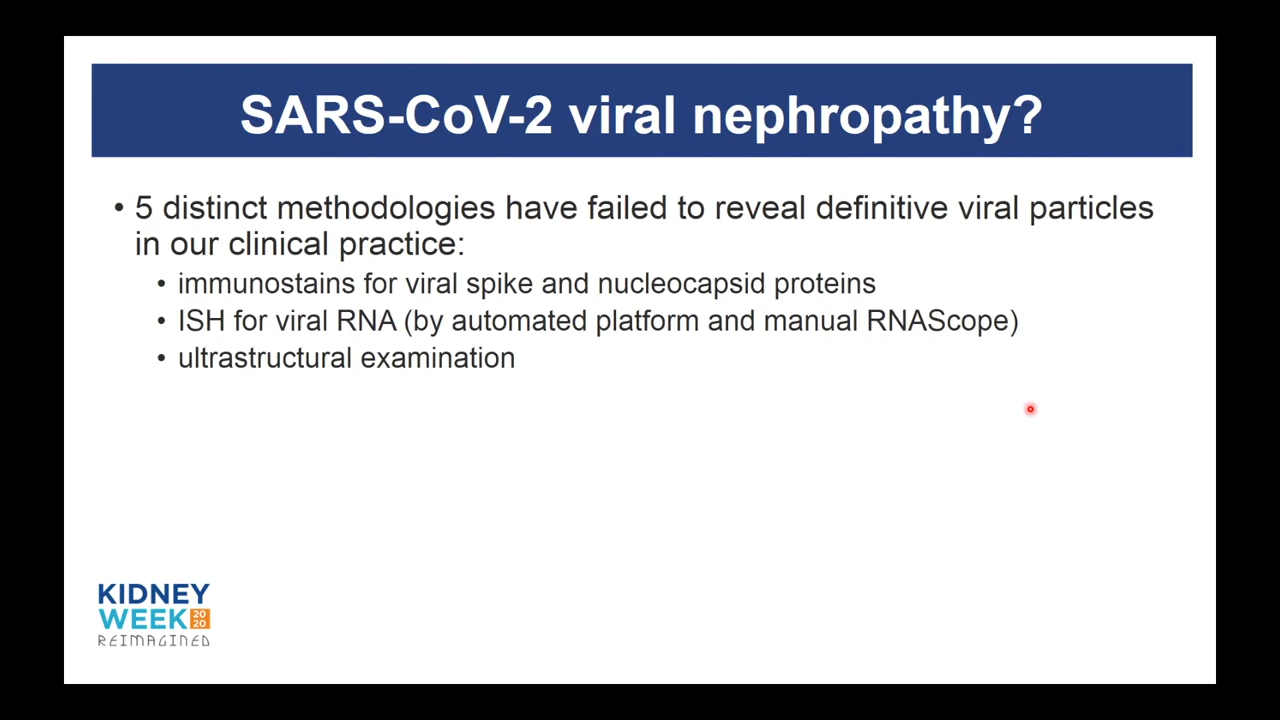 SARS-CoV-2 viral nephropathy?
• 5 distinct methodologies have failed to reveal definitive viral particles
in our clinical practice:
• immunostains for viral spike and nucleocapsid proteins
• ISH for viral RNA (by automated platform and manual RNAScope)
• ultrastructural examination
KIDNEY
WEEK 20
20
REIMAGINED